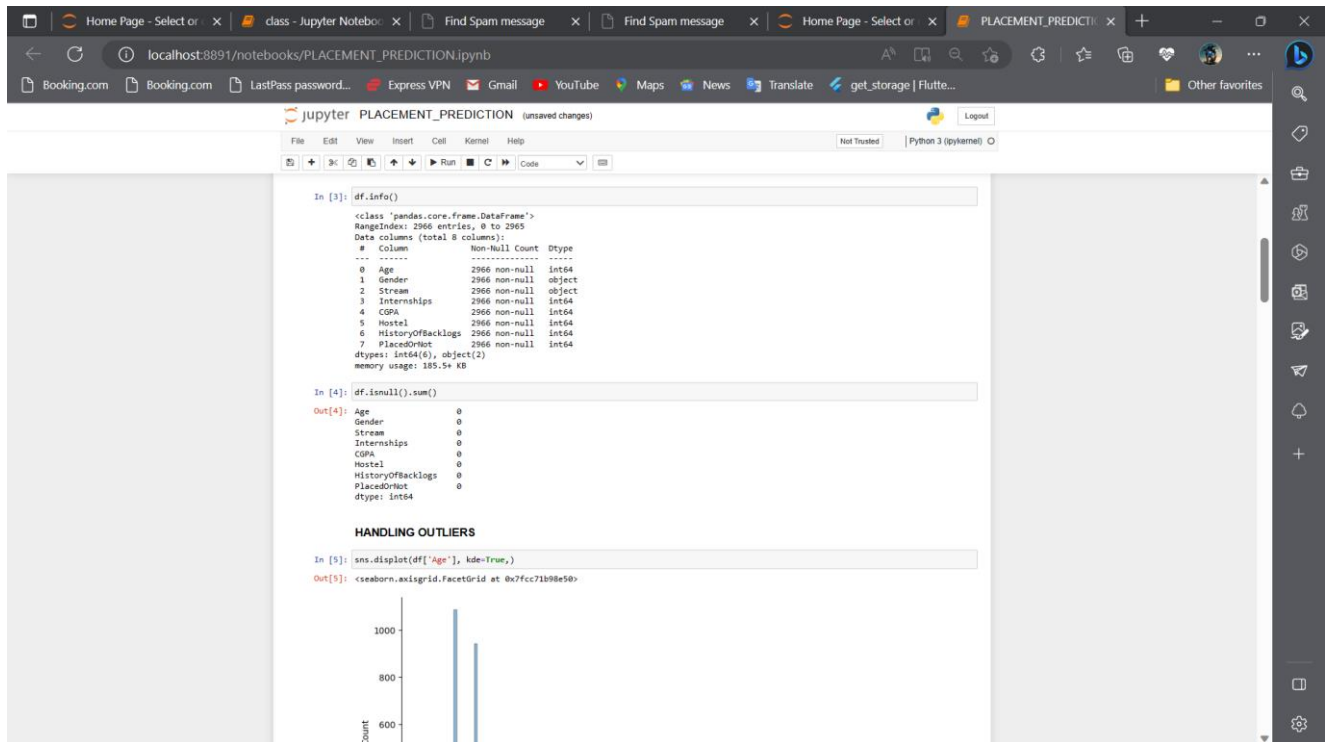 Home Page - Select or
class - Jupyter Noteboo
Find Spam message
Find Spam message
Home Page - Select or
PLACEMENT_PREDICTI
localhost:8891/notebooks/PLACEMENT_PREDICTION.ipynb
Booking.com Booking.com LastPass password... Express VPN Gmail YouTube Maps News Translate get_storage | Flutte... Other favorites
jupyter PLACEMENT_PREDICTION (unsaved changes) Logout
File Edit View Insert Cell Kernel Help Not Trusted Python 3 (ipykernel)
Run Code
In [3]: df.info()
<class 'pandas.core.frame.DataFrame'>
RangeIndex: 2966 entries, 0 to 2965
Data columns (total 8 columns):
# Column Non-Null Count Dtype
--- ------ -------------- -----
0 Age 2966 non-null int64
1 Gender 2966 non-null object
2 Stream 2966 non-null object
3 Internships 2966 non-null int64
4 CGPA 2966 non-null int64
5 Hostel 2966 non-null int64
6 HistoryOfBacklogs 2966 non-null int64
7 PlacedOrNot 2966 non-null int64
dtypes: int64(6), object(2)
memory usage: 185.5+ KB
In [4]: df.isnull().sum()
Out[4]: Age 0
Gender 0
Stream 0
Internships 0
CGPA 0
Hostel 0
HistoryOfBacklogs 0
PlacedOrNot 0
dtype: int64
HANDLING OUTLIERS
In [5]: sns.displot(df['Age'], kde=True,)
Out[5]: <seaborn.axisgrid.FacetGrid at 0x7fcc71b98e50>
1000
800
600
Count